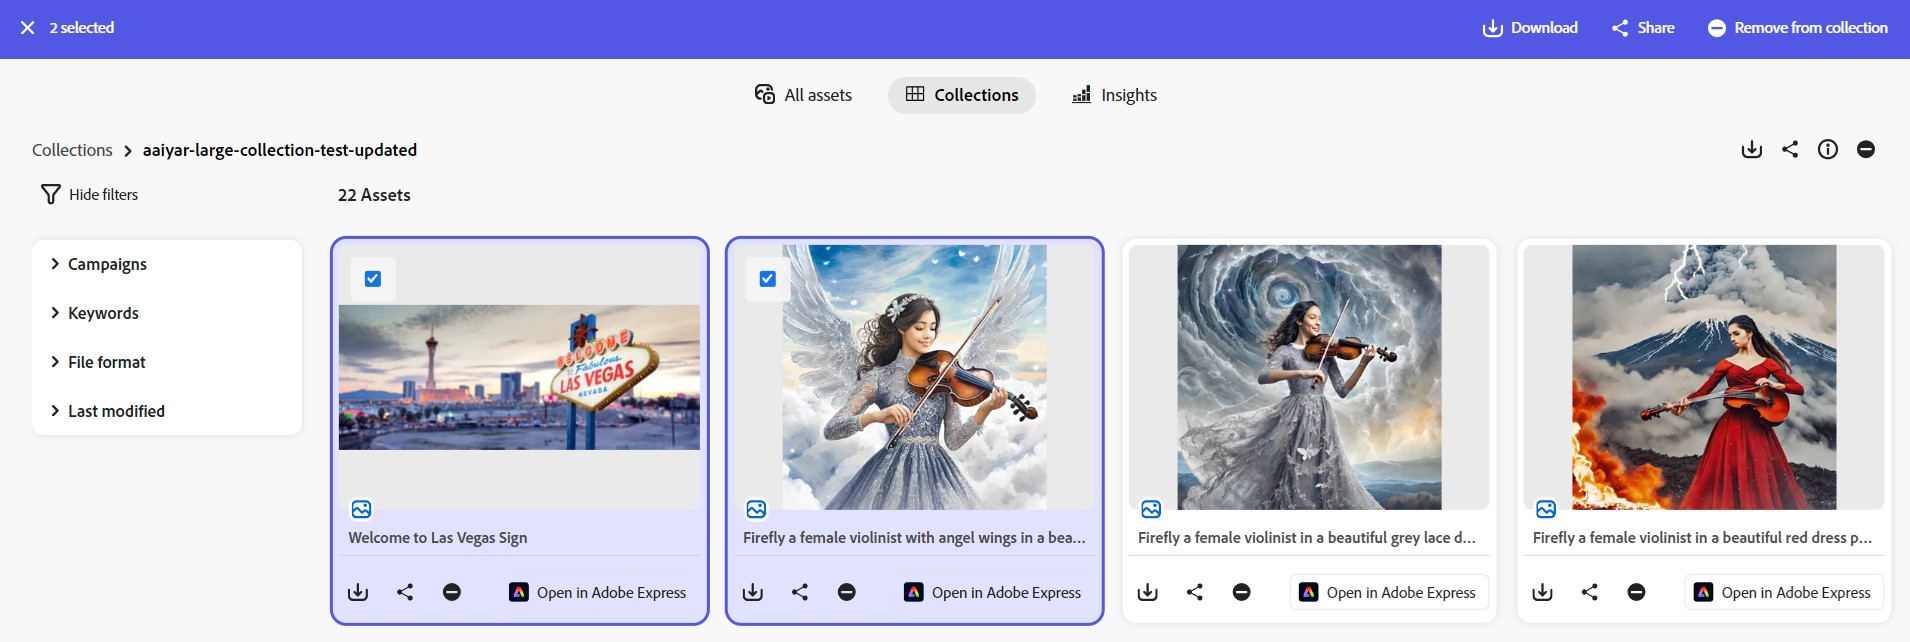 2 selected
Download
Share
Remove from collection
All assets
Collections
Insights
Collections > aaiyar-large-collection-test-updated
Hide filters
22 Assets
Campaigns
Keywords
File format
Last modified
WELCOME
TO Fabulous
LAS VEGAS
NEVADA
Welcome to Las Vegas Sign
Open in Adobe Express
Firefly a female violinist with angel wings in a bea...
Open in Adobe Express
Firefly a female violinist in a beautiful grey lace d...
Open in Adobe Express
Firefly a female violinist in a beautiful red dress p...
Open in Adobe Express